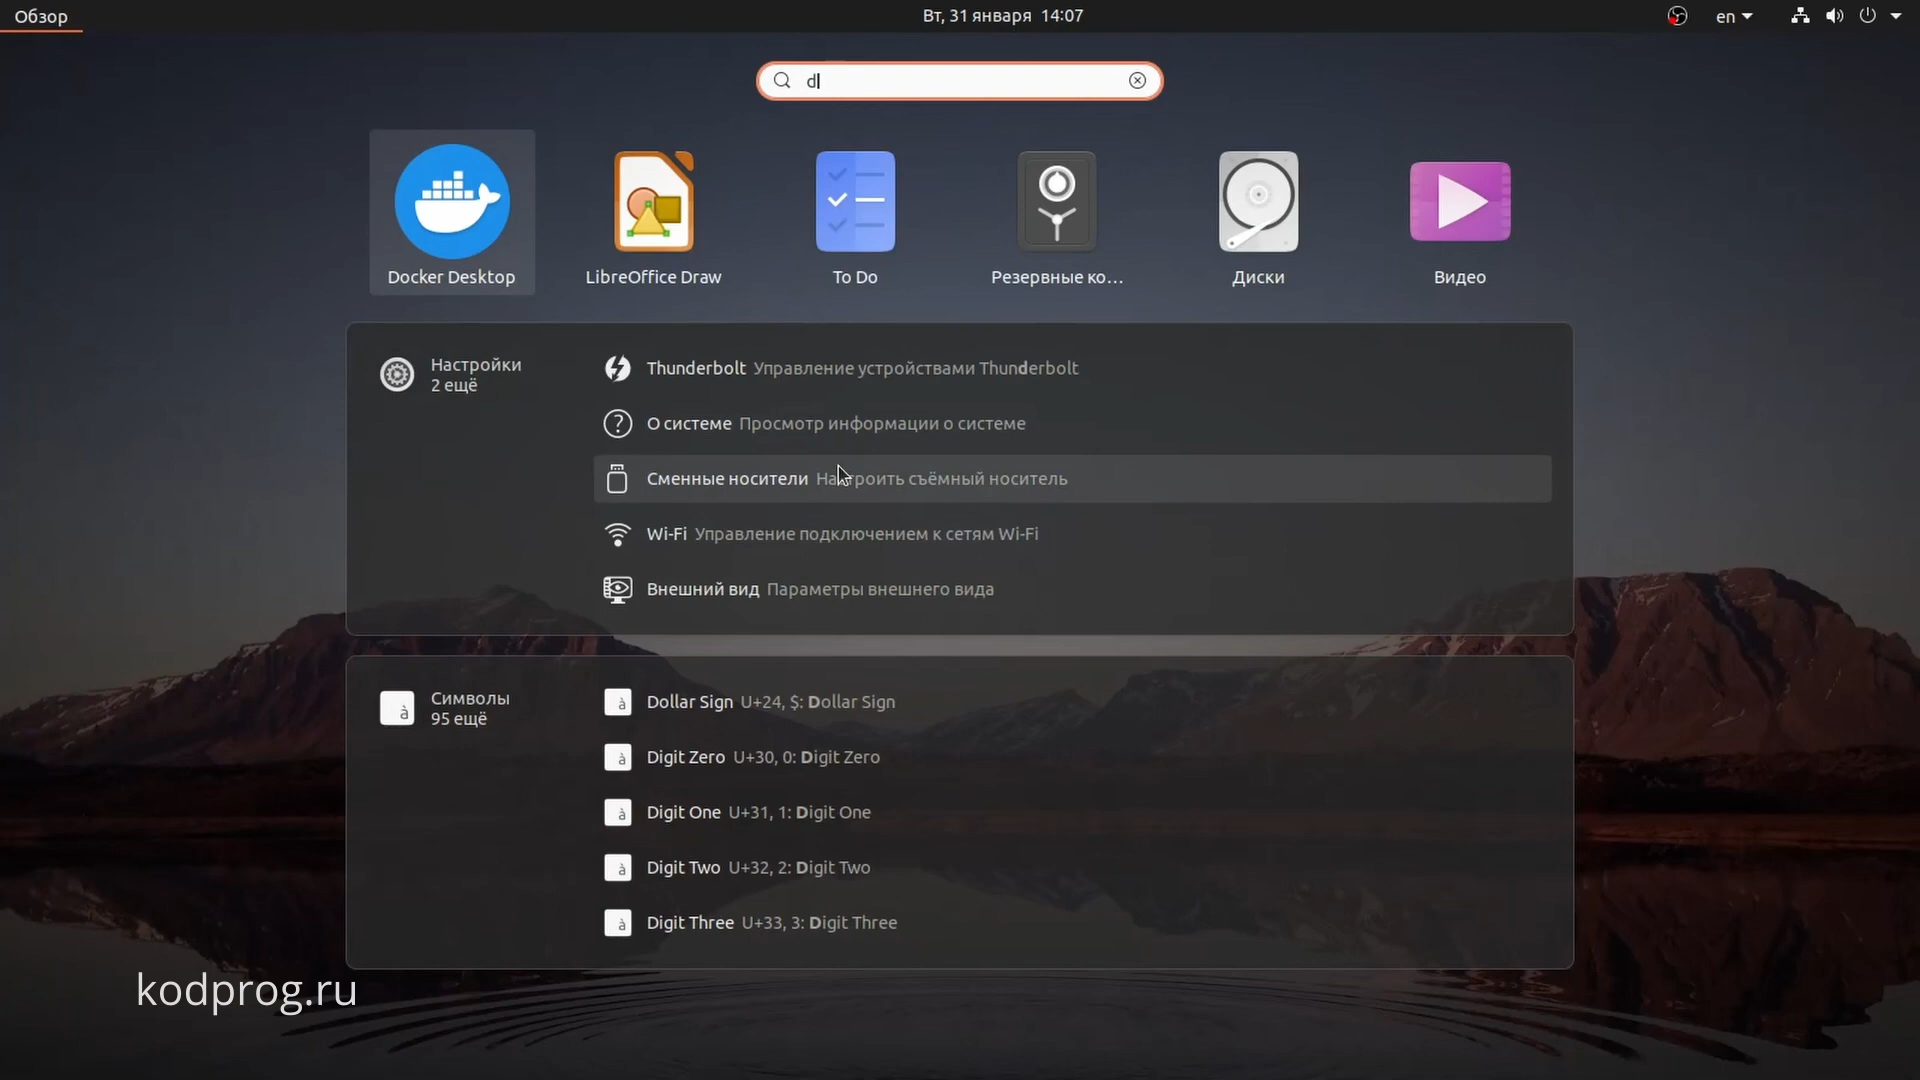 Обзор
Вт, 31 января 14:07
en
d
Docker Desktop
LibreOffice Draw
To Do
Резервные ко...
Диски
Видео
Настройки
2 ещё
Thunderbolt Управление устройствами Thunderbolt
О системе Просмотр информации о системе
Сменные носители Настроить съёмный носитель
Wi-Fi Управление подключением к сетям Wi-Fi
Внешний вид Параметры внешнего вида
Символы
95 ещё
Dollar Sign U+24, $: Dollar Sign
Digit Zero U+30, 0: Digit Zero
Digit One U+31, 1: Digit One
Digit Two U+32, 2: Digit Two
Digit Three U+33, 3: Digit Three
kodprog.ru